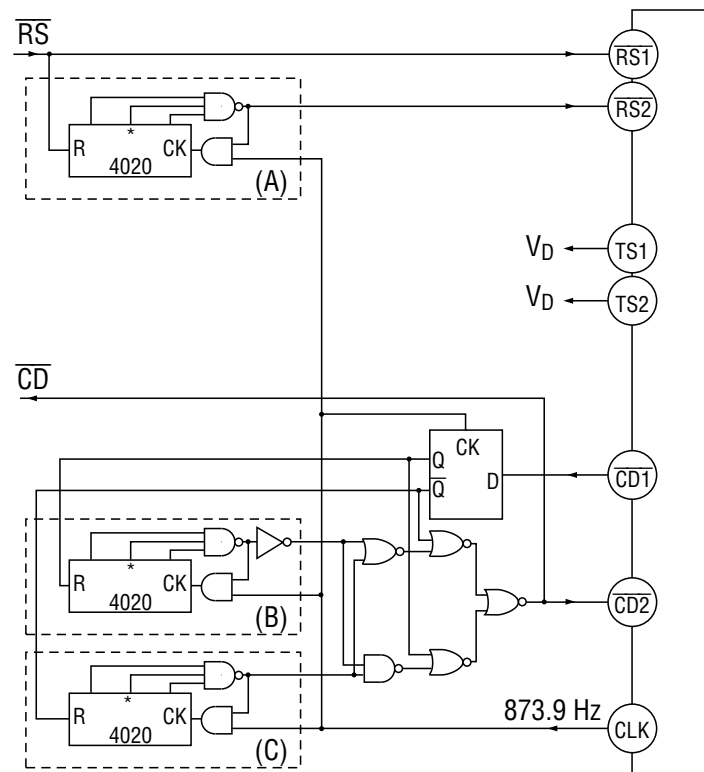 RS
RS1
RS2
*
R
CK
4020
(A)
VD
TS1
VD
TS2
CD
CK
Q
Q
D
CD1
*
R
CK
4020
(B)
CD2
*
R
CK
4020
(C)
873.9 Hz
CLK